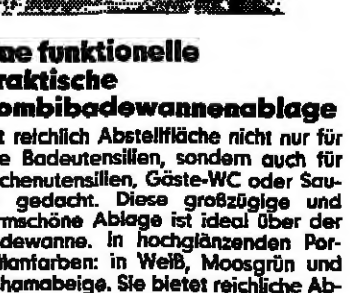 ue funktionelle
raktische
ombibadewannenablage
t reichlich Abstellfläche nicht nur für
e Badeutensilien, sondern auch für
chenutensilien, Gäste-WC oder Sau-
gedacht. Diese großzügige und
rmschöne Ablage ist ideal über der
dewanne. In hochglänzenden Por-
llanfarben: in Weiß, Moosgrün und
hamabeige. Sie bietet reichliche Ab-